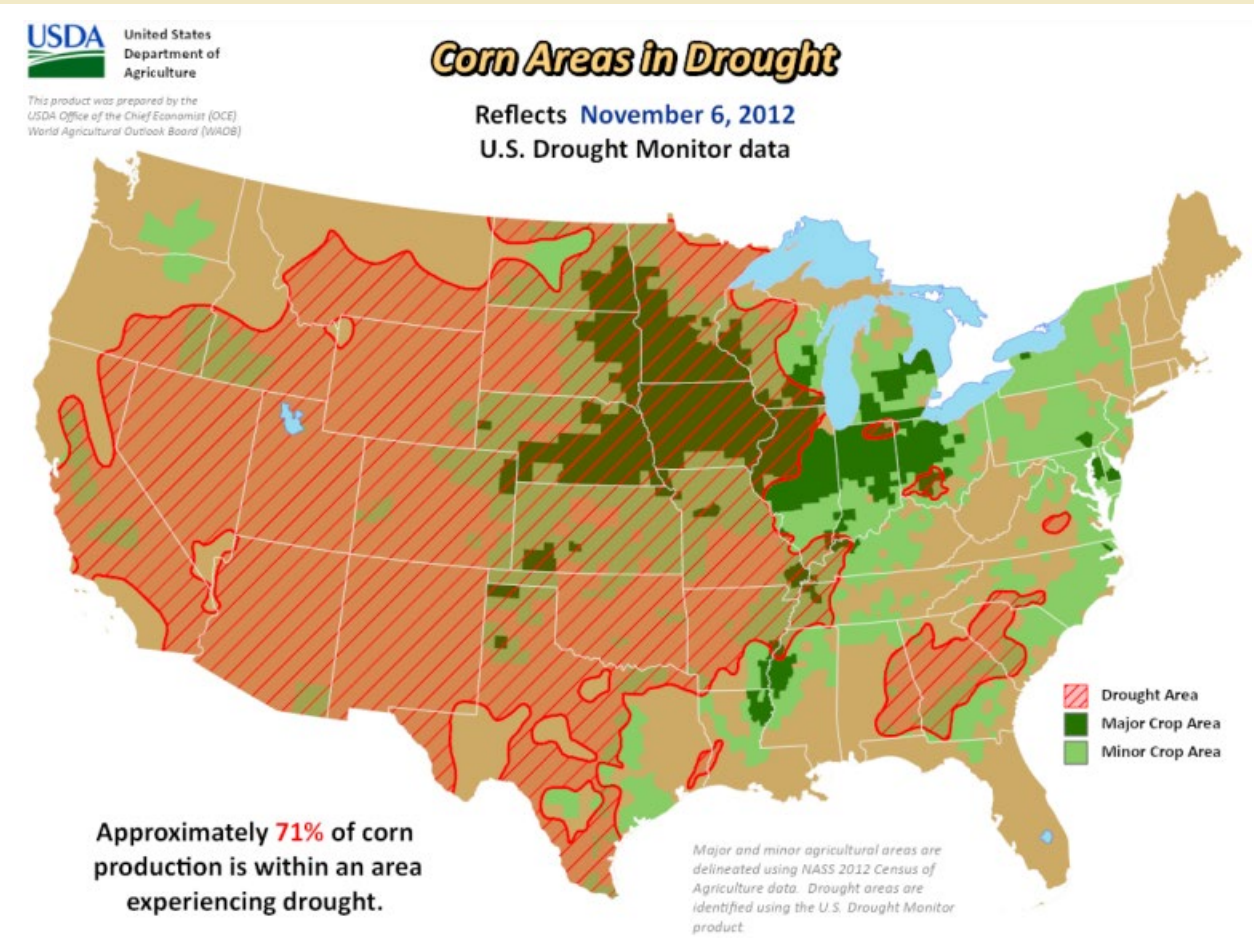 USDA
United States
Department of
Agriculture
This product was prepared by the
USDA Office of the Chief Economist (OCE)
World Agricultural Outlook Board (WAOB)
Corn Areas in Drought
Reflects November 6, 2012
U.S. Drought Monitor data
Drought Area
Major Crop Area
Minor Crop Area
Approximately 71% of corn
production is within an area
experiencing drought.
Major and minor agricultural areas are
delineated using NASS 2012 Census of
Agriculture data. Drought areas are
identified using the U.S. Drought Monitor
product.